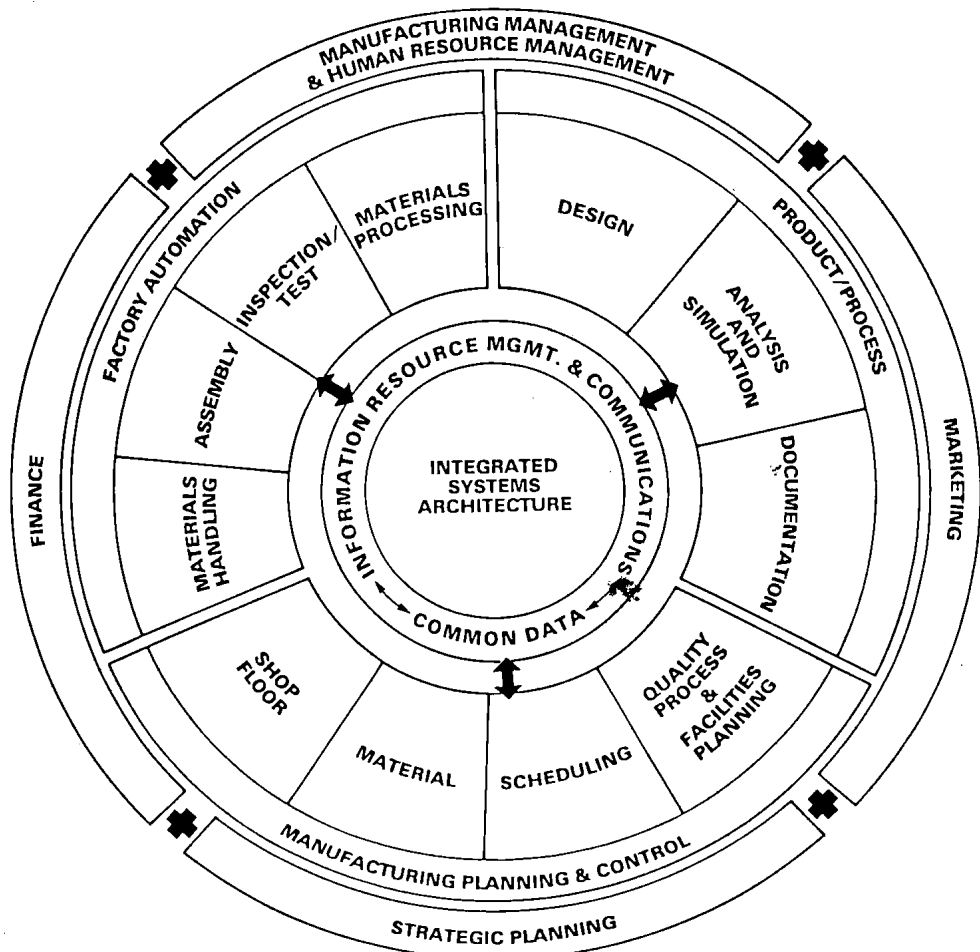 MANUFACTURING MANAGEMENT
& HUMAN RESOURCE MANAGEMENT
FACTORY AUTOMATION
PRODUCT/PROCESS
MATERIALS
PROCESSING
DESIGN
INSPECTION/
TEST
ANALYSIS
AND
SIMULATION
ASSEMBLY
INFORMATION RESOURCE MGMT. & COMMUNICATIONS
INTEGRATED
SYSTEMS
ARCHITECTURE
FINANCE
MARKETING
MATERIALS
HANDLING
DOCUMENTATION
COMMON DATA
SHOP
FLOOR
MATERIAL
SCHEDULING
QUALITY
PROCESS
&
FACILITIES
PLANNING
MANUFACTURING PLANNING & CONTROL
STRATEGIC PLANNING